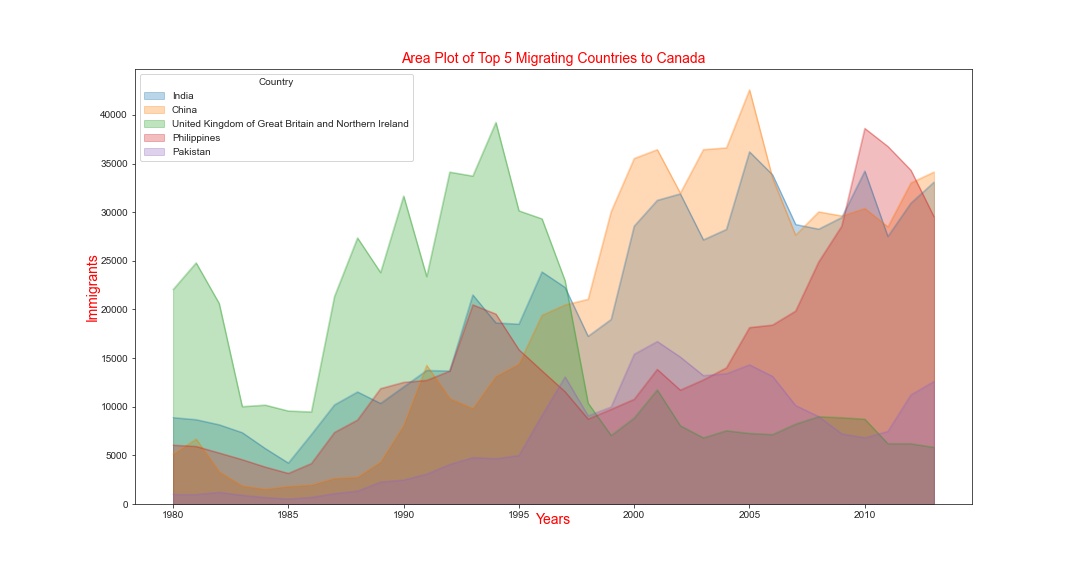 Area Plot of Top 5 Migrating Countries to Canada
Country
India
China
United Kingdom of Great Britain and Northern Ireland
Philippines
Pakistan
Immigrants
40000
35000
30000
25000
20000
15000
10000
5000
0
1980 1985 1990 1995 2000 2005 2010
Years